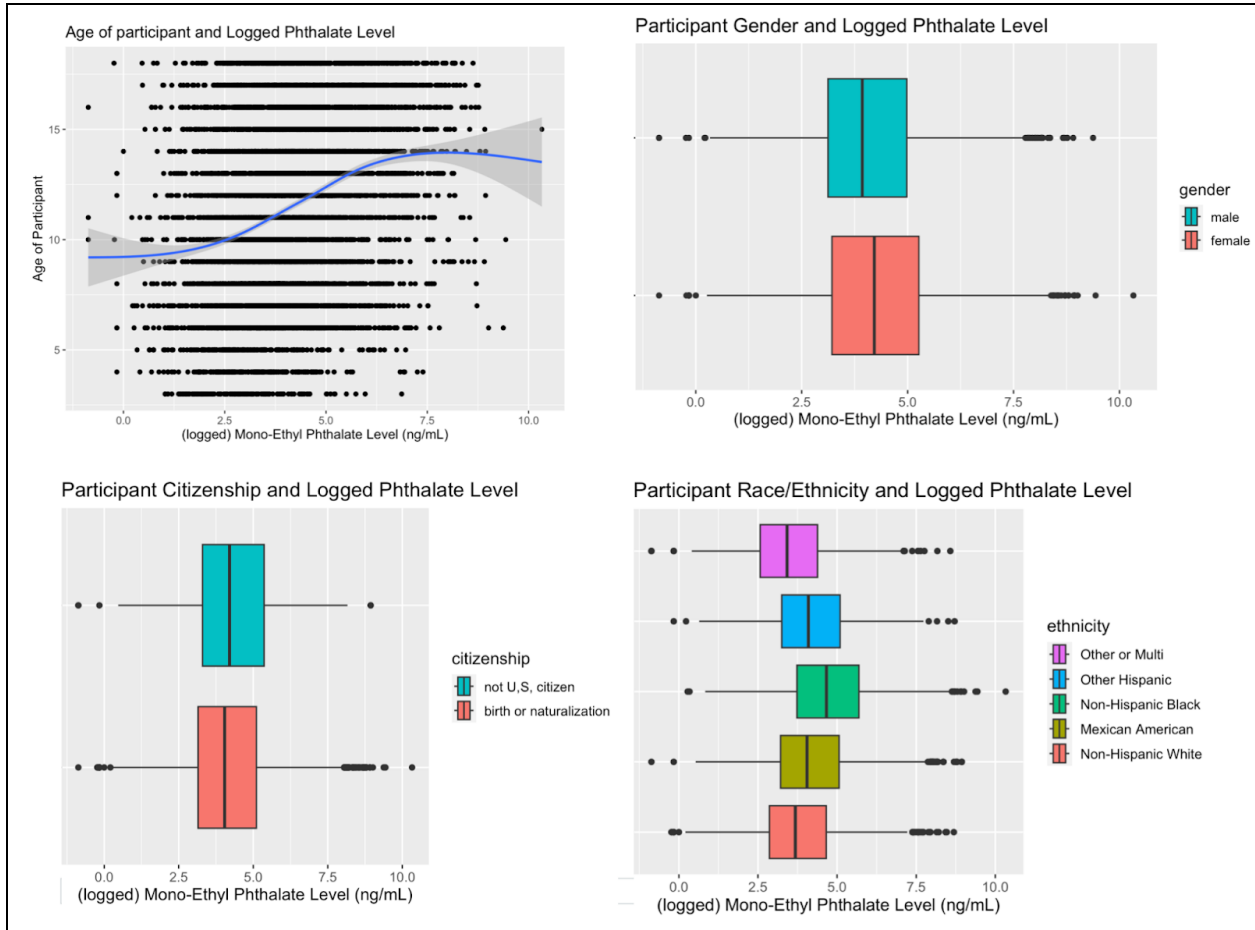 Age of participant and Logged Phthalate Level
Age of Participant
15
10
5
0.0 2.5 5.0 7.5 10.0
(logged) Mono-Ethyl Phthalate Level (ng/mL)
Participant Gender and Logged Phthalate Level
0.0 2.5 5.0 7.5 10.0
(logged) Mono-Ethyl Phthalate Level (ng/mL)
gender
male
female
Participant Citizenship and Logged Phthalate Level
0.0 2.5 5.0 7.5 10.0
(logged) Mono-Ethyl Phthalate Level (ng/mL)
citizenship
not U,S, citizen
birth or naturalization
Participant Race/Ethnicity and Logged Phthalate Level
0.0 2.5 5.0 7.5 10.0
(logged) Mono-Ethyl Phthalate Level (ng/mL)
ethnicity
Other or Multi
Other Hispanic
Non-Hispanic Black
Mexican American
Non-Hispanic White